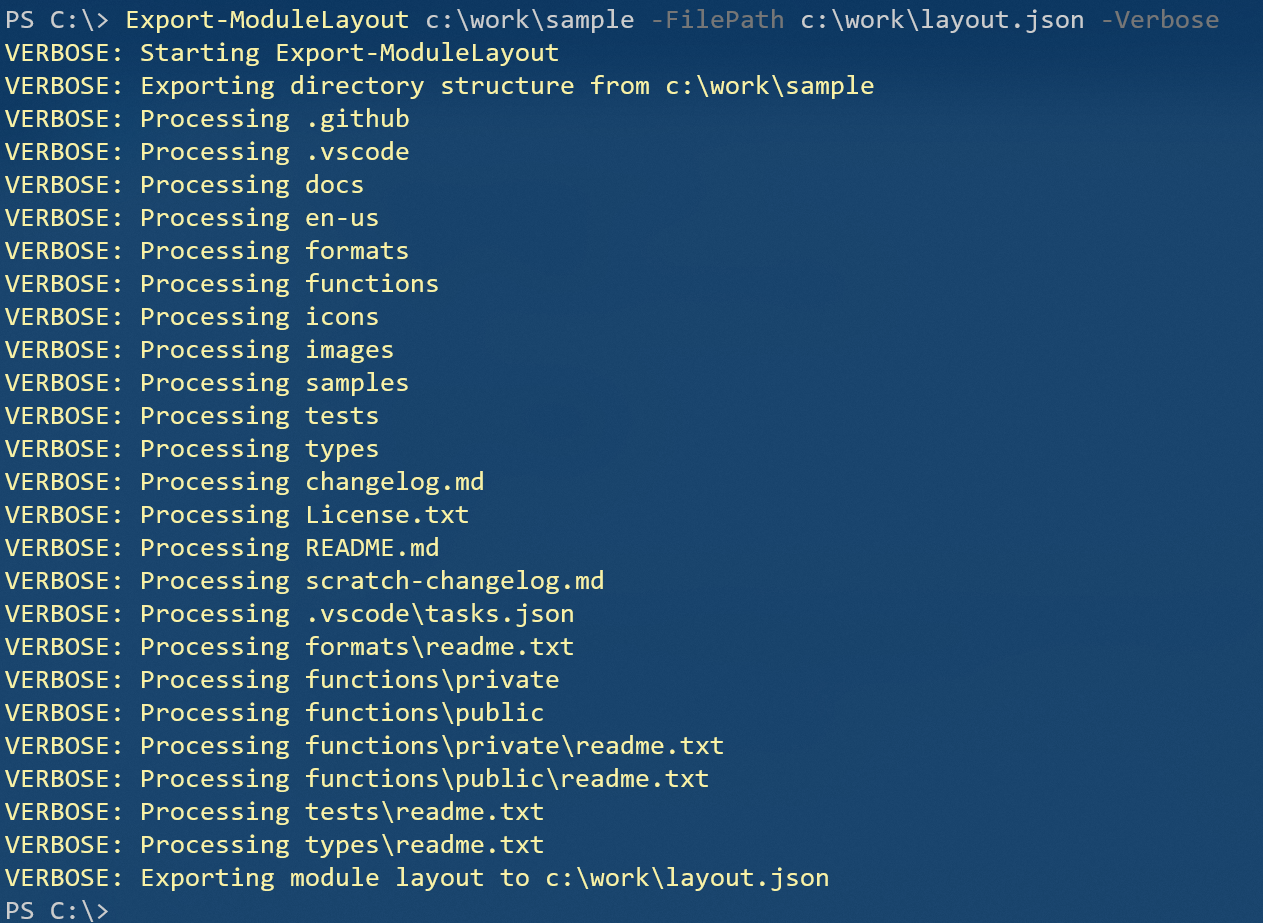 PS C:\> Export-ModuleLayout c:\work\sample -FilePath c:\work\layout.json -Verbose
VERBOSE: Starting Export-ModuleLayout
VERBOSE: Exporting directory structure from c:\work\sample
VERBOSE: Processing .github
VERBOSE: Processing .vscode
VERBOSE: Processing docs
VERBOSE: Processing en-us
VERBOSE: Processing formats
VERBOSE: Processing functions
VERBOSE: Processing icons
VERBOSE: Processing images
VERBOSE: Processing samples
VERBOSE: Processing tests
VERBOSE: Processing types
VERBOSE: Processing changelog.md
VERBOSE: Processing License.txt
VERBOSE: Processing README.md
VERBOSE: Processing scratch-changelog.md
VERBOSE: Processing .vscode\tasks.json
VERBOSE: Processing formats\readme.txt
VERBOSE: Processing functions\private
VERBOSE: Processing functions\public
VERBOSE: Processing functions\private\readme.txt
VERBOSE: Processing functions\public\readme.txt
VERBOSE: Processing tests\readme.txt
VERBOSE: Processing types\readme.txt
VERBOSE: Exporting module layout to c:\work\layout.json
PS C:\>